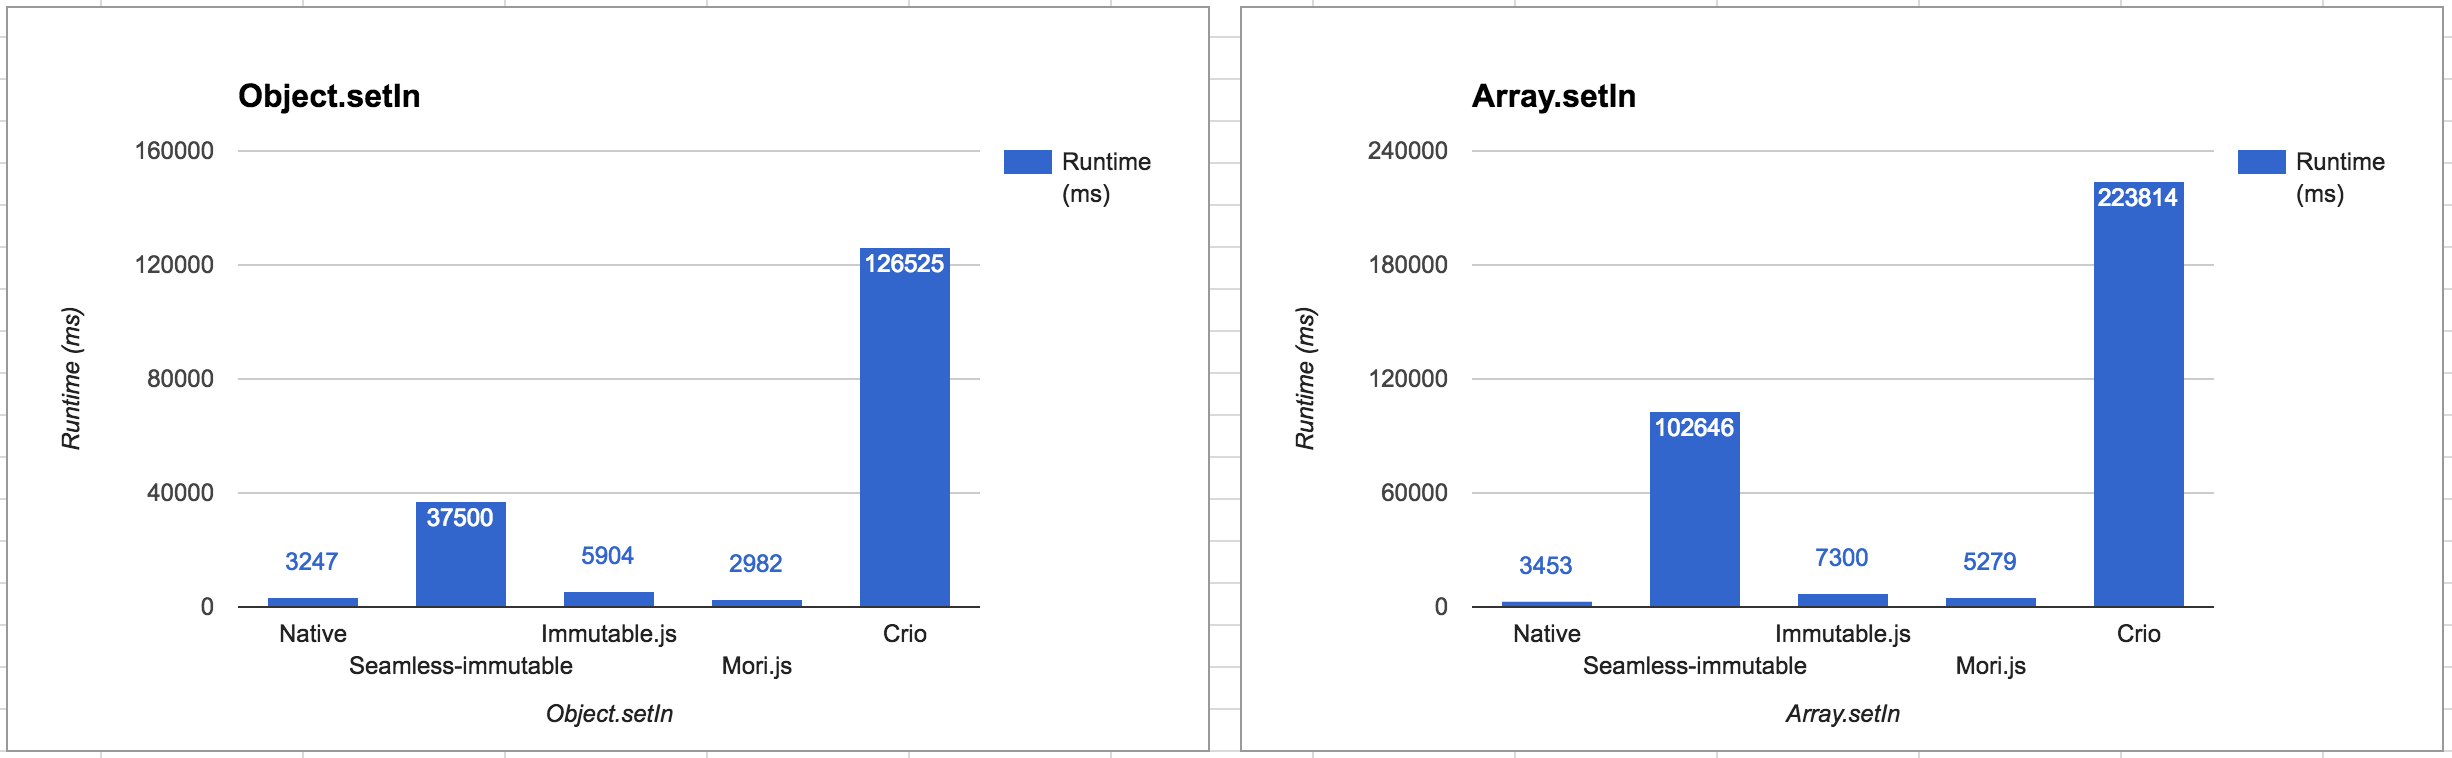 Object.setIn
160000
120000
80000
40000
0
Runtime (ms)
Runtime
(ms)
3247
37500
5904
2982
126525
Native
Seamless-immutable
Immutable.js
Mori.js
Crio
Object.setIn
Array.setIn
240000
180000
120000
60000
0
Runtime (ms)
Runtime
(ms)
3453
102646
7300
5279
223814
Native
Seamless-immutable
Immutable.js
Mori.js
Crio
Array.setIn